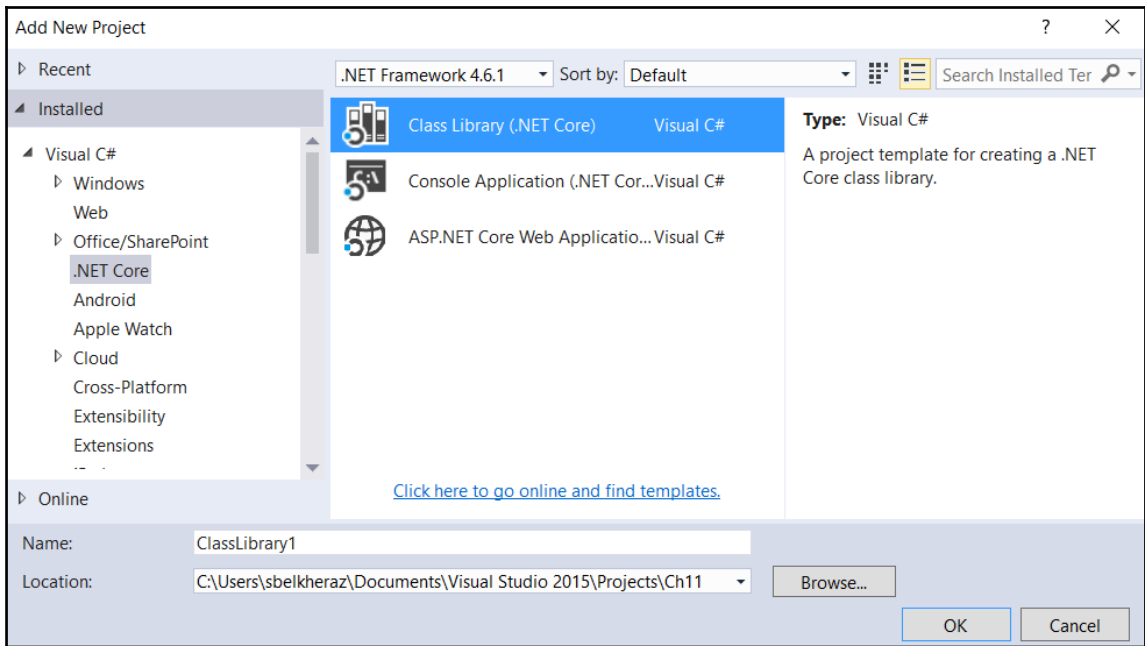 Add New Project ?
Recent
.NET Framework 4.6.1 Sort by: Default Search Installed Ter
Installed
Visual C#
Windows
Web
Office/SharePoint
.NET Core
Android
Apple Watch
Cloud
Cross-Platform
Extensibility
Extensions
Online
Class Library (.NET Core) Visual C#
Console Application (.NET Cor... Visual C#
ASP.NET Core Web Applicatio... Visual C#
Click here to go online and find templates.
Type: Visual C#
A project template for creating a .NET
Core class library.
Name: ClassLibrary1
Location: C:\Users\sbelkheraz\Documents\Visual Studio 2015\Projects\Ch11 Browse...
OK Cancel